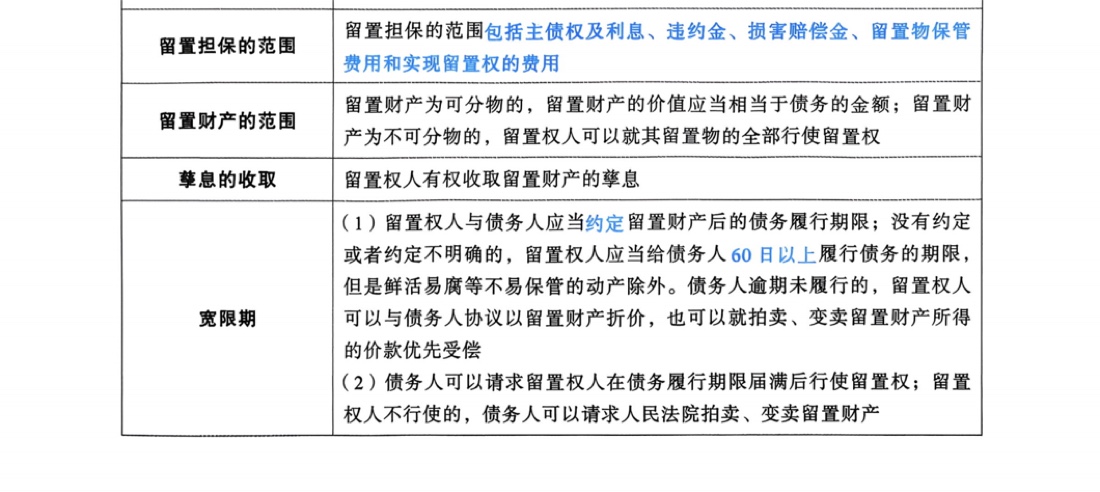 留置担保的范围
留置担保的范围包括主债权及利息、违约金、损害赔偿金、留置物保管
费用和实现留置权的费用
留置财产的范围
留置财产为可分物的，留置财产的价值应当相当于债务的金额；留置财
产为不可分物的，留置权人可以就其留置物的全部行使留置权
孳息的收取
留置权人有权收取留置财产的孳息
宽限期
（1）留置权人与债务人应当约定留置财产后的债务履行期限；没有约定
或者约定不明确的，留置权人应当给债务人60日以上履行债务的期限，
但是鲜活易腐等不易保管的动产除外。债务人逾期未履行的，留置权人
可以与债务人协议以留置财产折价，也可以就拍卖、变卖留置财产所得
的价款优先受偿
（2）债务人可以请求留置权人在债务履行期限届满后行使留置权；留置
权人不行使的，债务人可以请求人民法院拍卖、变卖留置财产